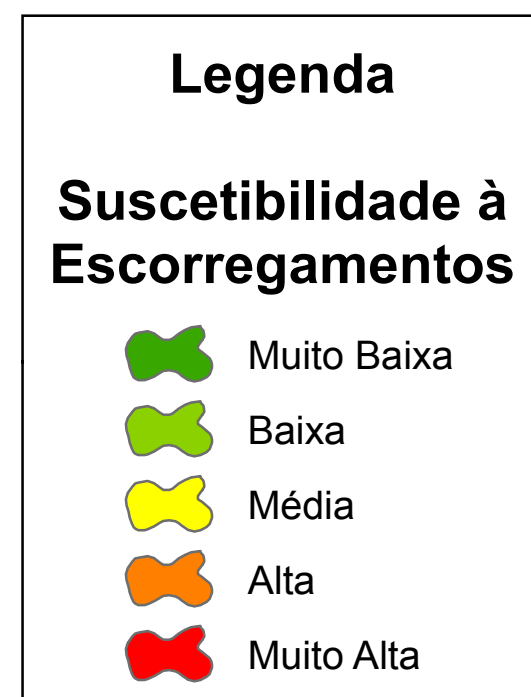 Legenda
Suscetibilidade à
Escorregamentos
Muito Baixa
Baixa
Média
Alta
Muito Alta